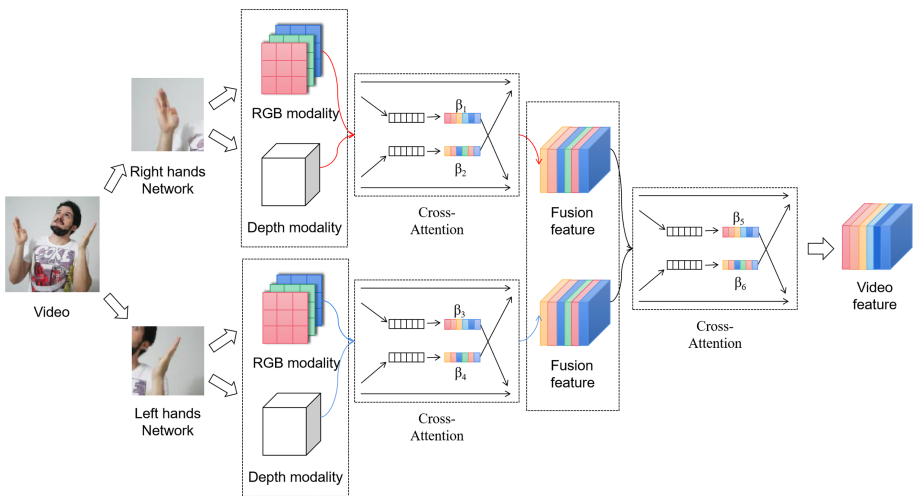 Video
Right hands
Network
Left hands
Network
RGB modality
Depth modality
RGB modality
Depth modality
β1
β2
Cross-
Attention
β3
β4
Cross-
Attention
Fusion
feature
Fusion
feature
β5
β6
Cross-
Attention
Video
feature